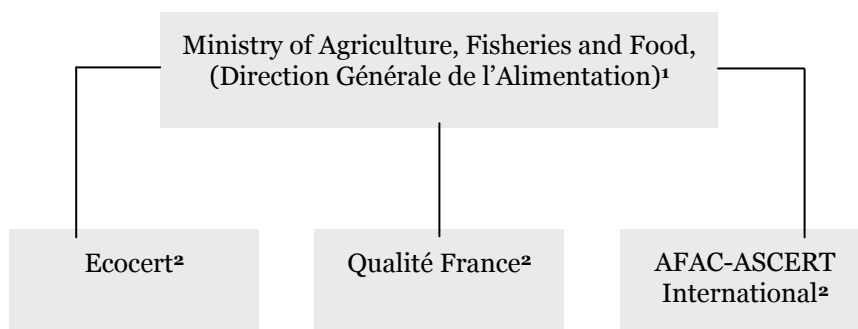 Ministry of Agriculture, Fisheries and Food,
(Direction Générale de l’Alimentation)¹
Ecocert²
Qualité France²
AFAC-ASCERT
International²